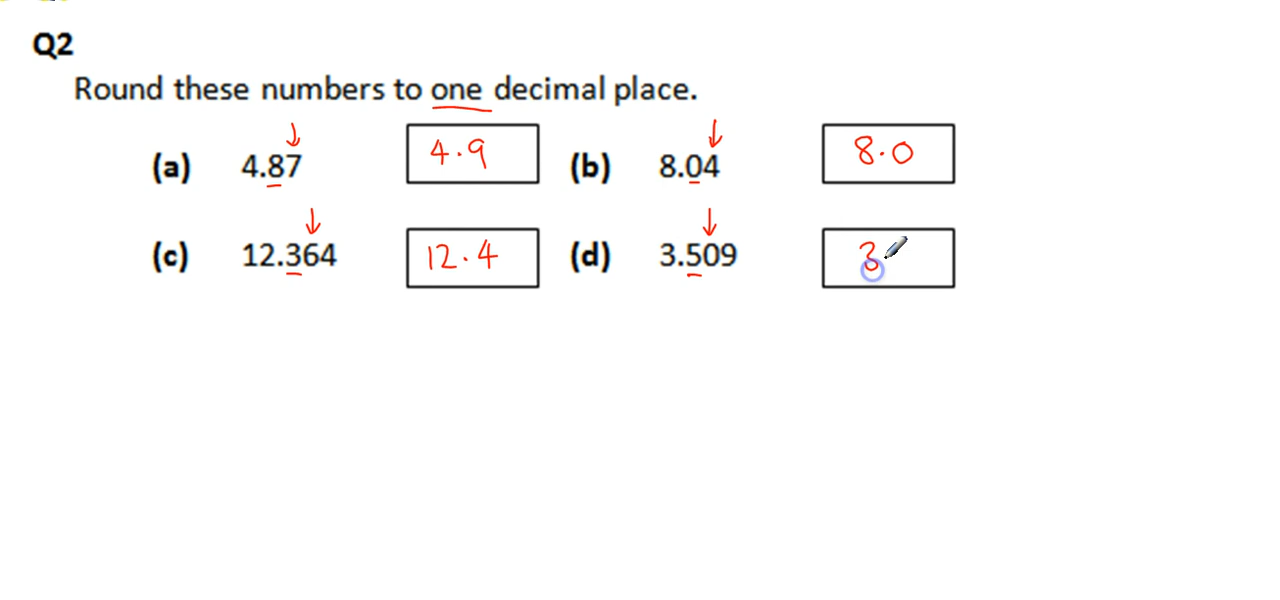 Q2
Round these numbers to one decimal place.
(a) 4.87 4.9 (b) 8.04 8.0
(c) 12.364 12.4 (d) 3.509 3